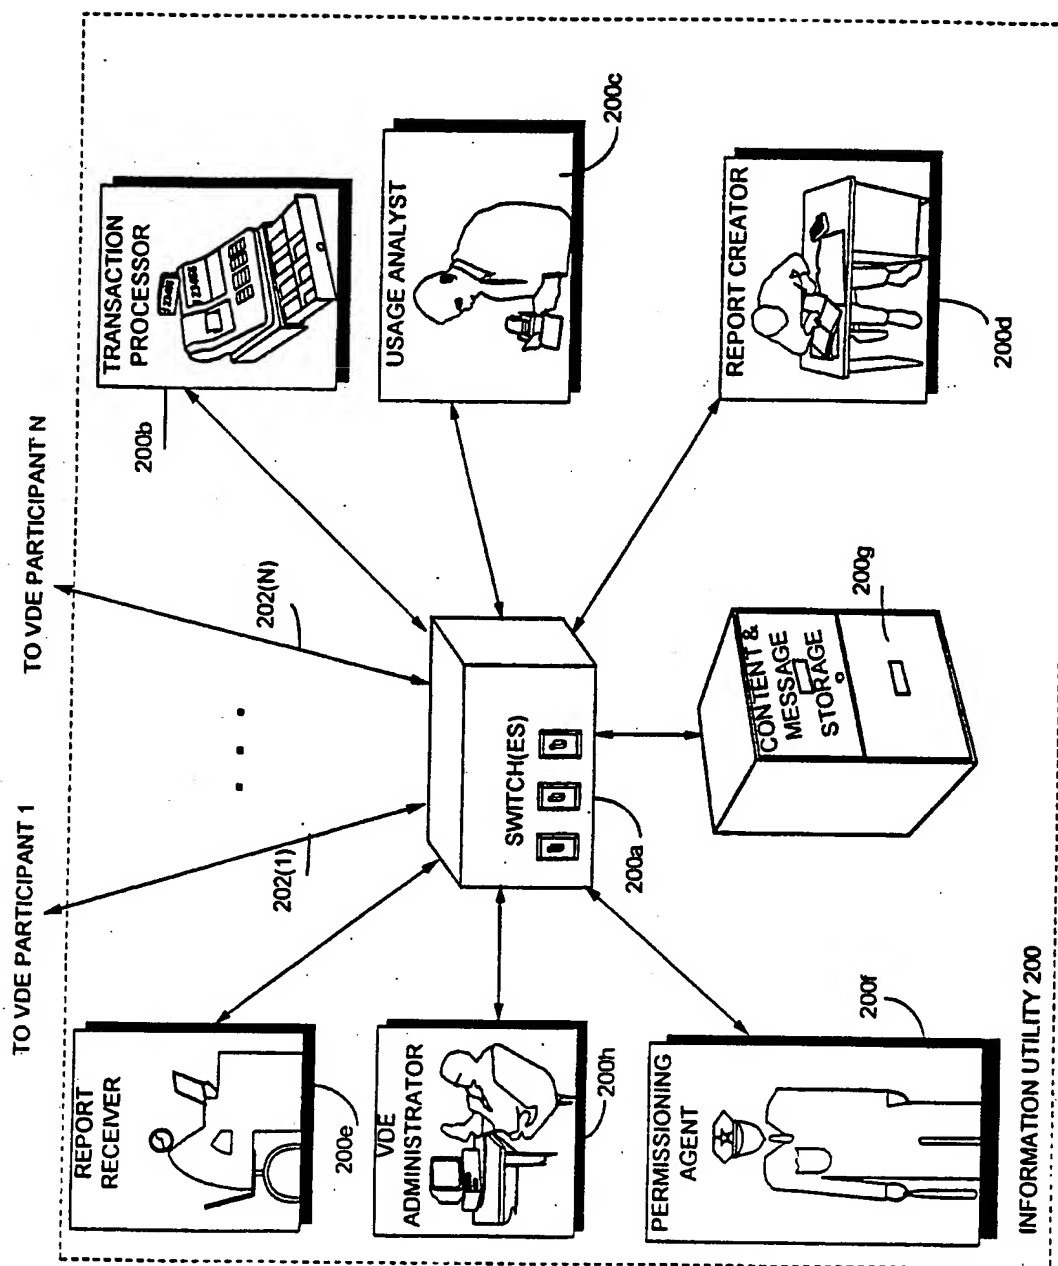 TO VDE PARTICIPANT 1
TO VDE PARTICIPANT N
202(1)
202(N)
REPORT
RECEIVER
200e
TRANSACTION
PROCESSOR
200b
VDE
ADMINISTRATOR
200h
SWITCH(ES)
200a
USAGE ANALYST
200c
PERMISSIONING
AGENT
200f
CONTENT &
MESSAGE
STORAGE
200g
REPORT CREATOR
200d
INFORMATION UTILITY 200